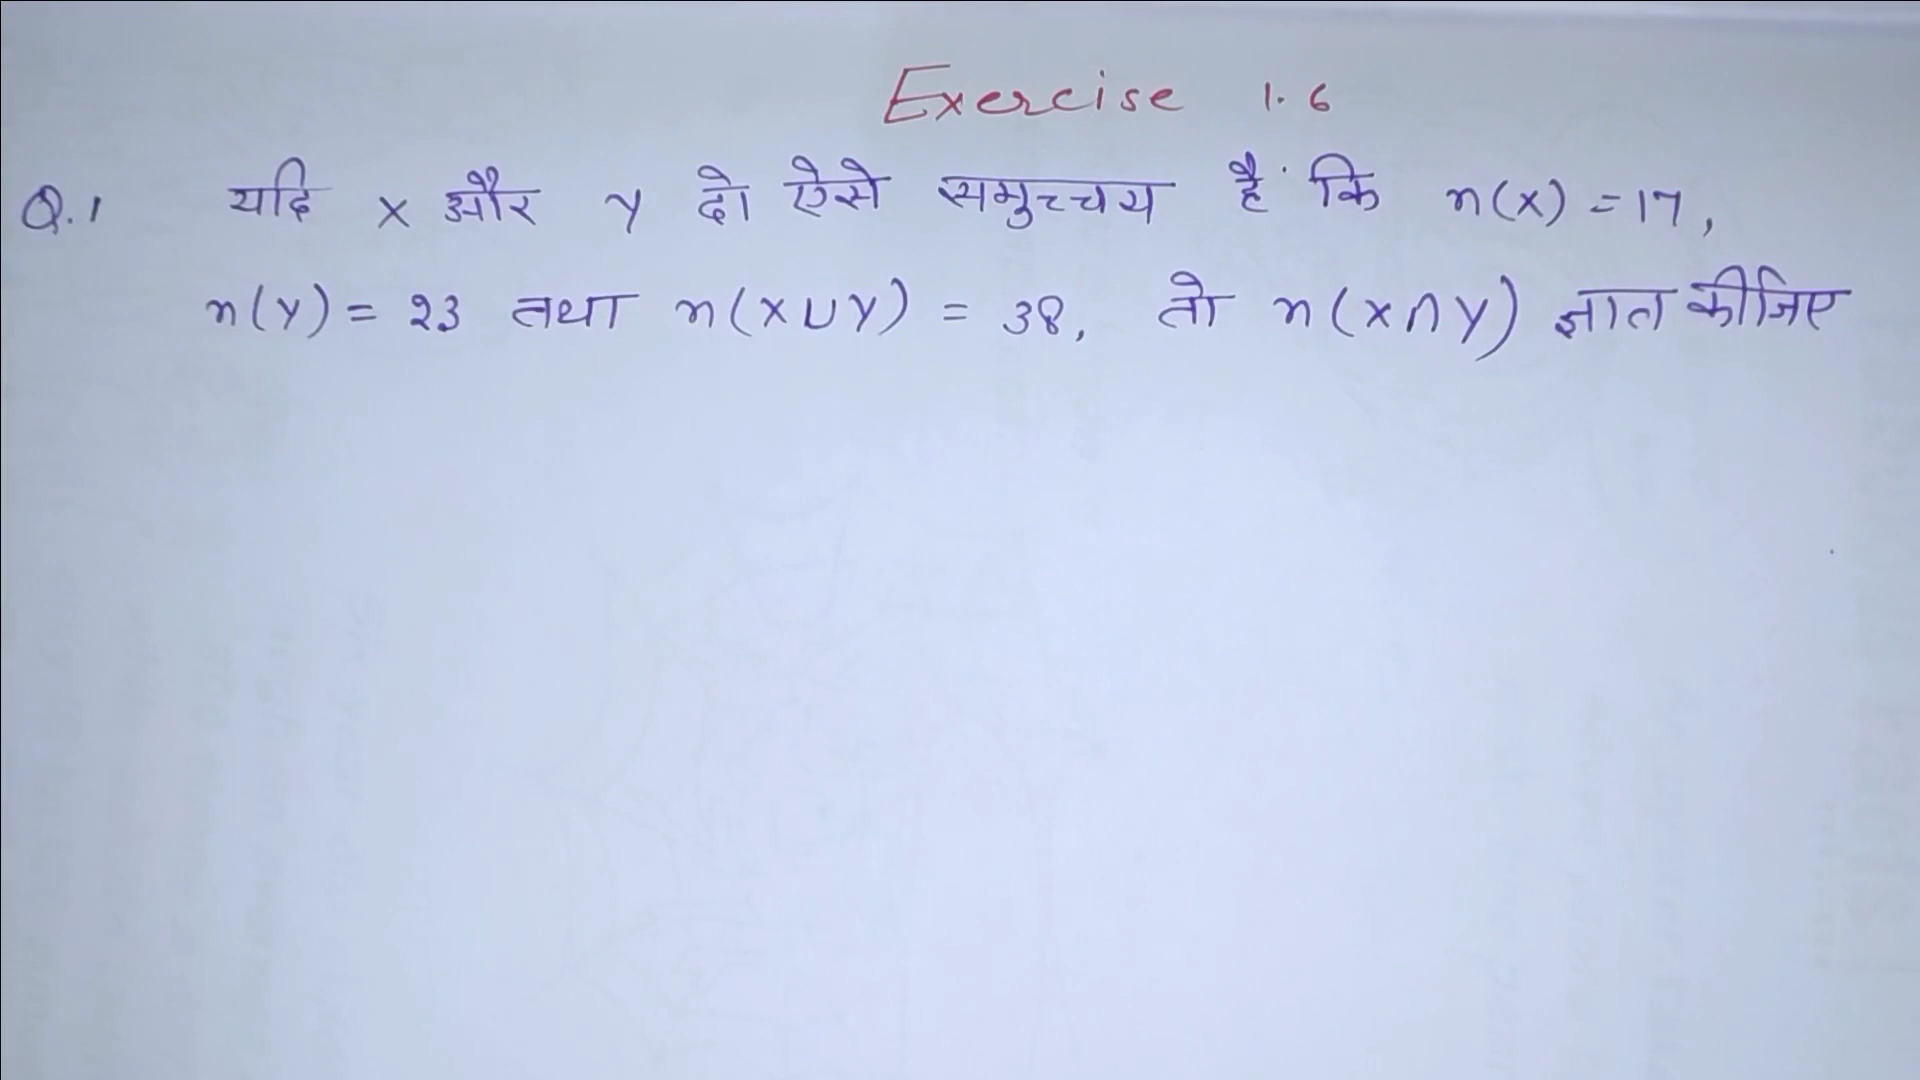 Exercise 1.6
Q.1 यदि x और y दो ऐसे समुच्चय हैं कि n(x) = 17,
n(y) = 23 तथा n(x∪y) = 38, तो n(x∩y) ज्ञात कीजिए